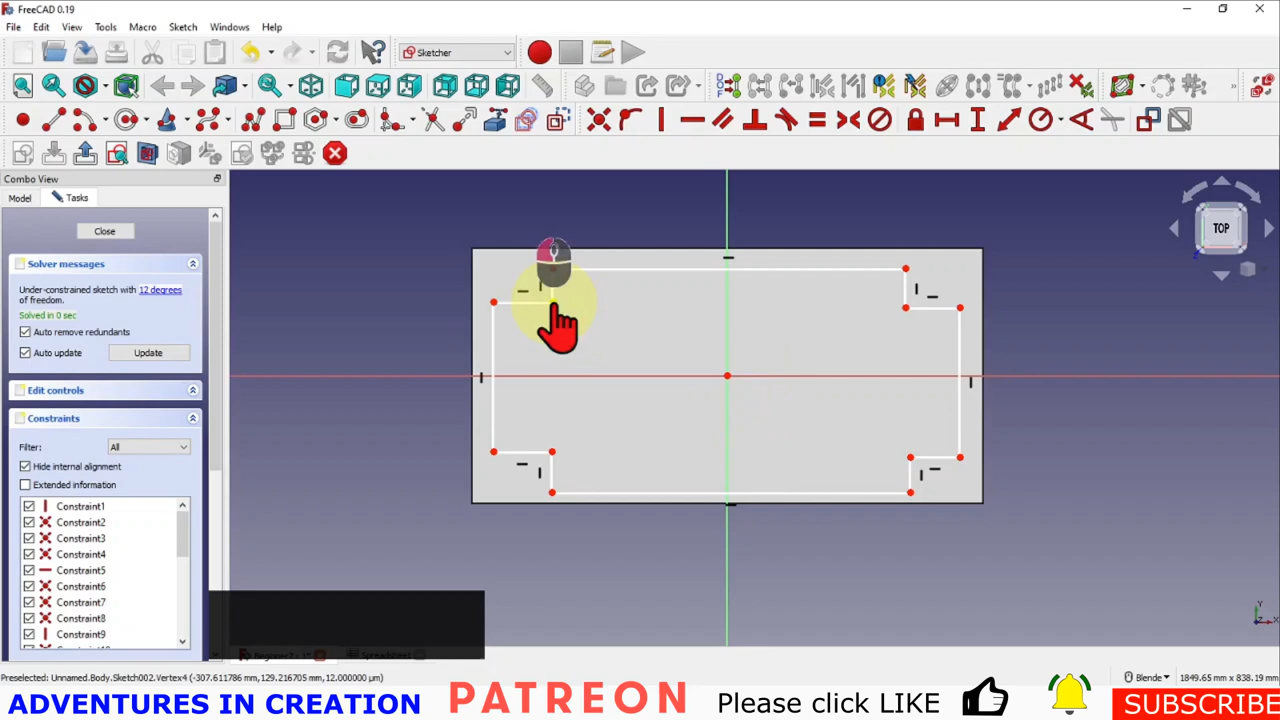 FreeCAD 0.19
File Edit View Tools Macro Sketch Windows Help
Sketcher
Combo View
Model Tasks
Close
Solver messages
Under-constrained sketch with 12 degrees
of freedom.
Solved in 0 sec
Auto remove redundants
Auto update Update
Edit controls
Constraints
Filter: All
Hide internal alignment
Extended information
Constraint1
Constraint2
Constraint3
Constraint4
Constraint5
Constraint6
Constraint7
Constraint8
Constraint9
TOP
Y
X
Spreadsheet
Preselected: Unnamed.Body.Sketch002.Vertex4 (-307.611786 mm,129.216705 mm,12.000000 µm)
Blende
1849.65 mm x 838.19 mm
ADVENTURES IN CREATION PATREON Please click LIKE SUBSCRIBE